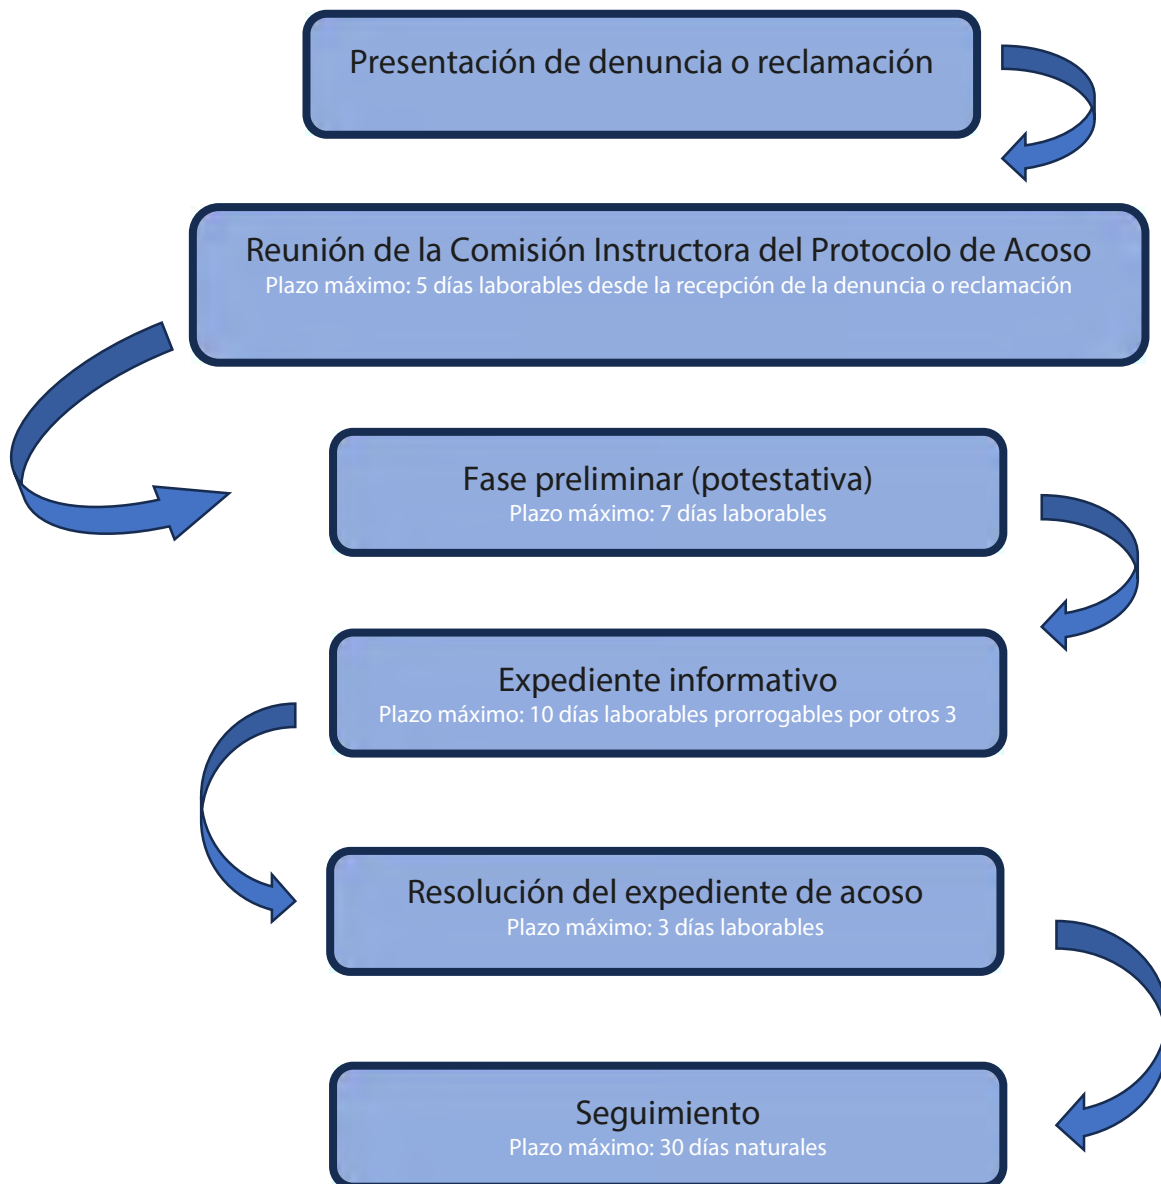 Presentación de denuncia o reclamación
Reunión de la Comisión Instructora del Protocolo de Acoso
Plazo máximo: 5 días laborables desde la recepción de la denuncia o reclamación
Fase preliminar (potestativa)
Plazo máximo: 7 días laborables
Expediente informativo
Plazo máximo: 10 días laborables prorrogables por otros 3
Resolución del expediente de acoso
Plazo máximo: 3 días laborables
Seguimiento
Plazo máximo: 30 días naturales